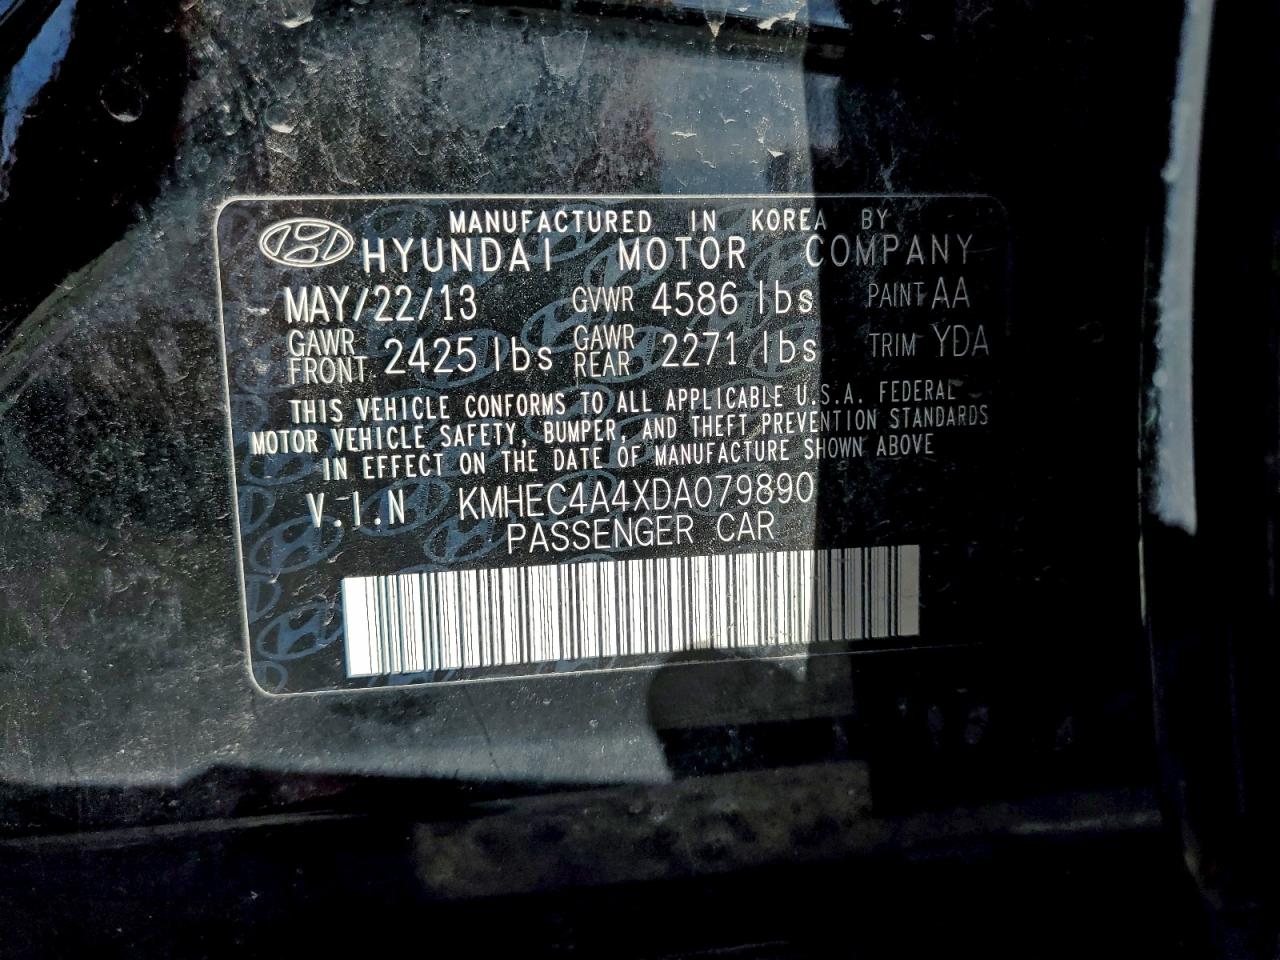 MANUFACTURED IN KOREA BY
HYUNDAI MOTOR COMPANY
MAY/22/13 GVWR 4586 lbs PAINT AA
GAWR FRONT 2425 lbs GAWR REAR 2271 lbs TRIM YDA
THIS VEHICLE CONFORMS TO ALL APPLICABLE U.S.A. FEDERAL
MOTOR VEHICLE SAFETY, BUMPER, AND THEFT PREVENTION STANDARDS
IN EFFECT ON THE DATE OF MANUFACTURE SHOWN ABOVE
V.I.N KMHEC4A4XDA079890
PASSENGER CAR